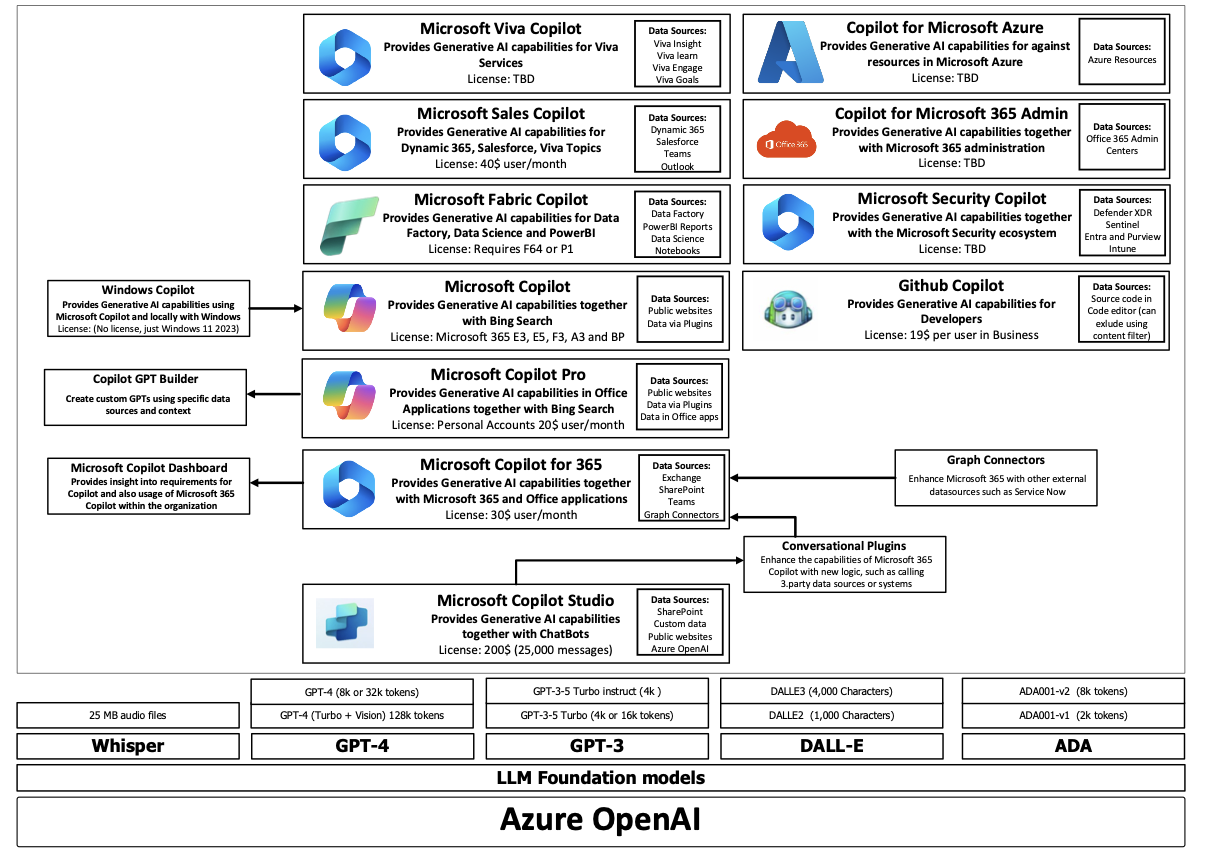 Microsoft Viva Copilot
Provides Generative AI capabilities for Viva
Services
License: TBD
Data Sources:
Viva Insight
Viva learn
Viva Engage
Viva Goals
Copilot for Microsoft Azure
Provides Generative AI capabilities for against
resources in Microsoft Azure
License: TBD
Data Sources:
Azure Resources
Microsoft Sales Copilot
Provides Generative AI capabilities for
Dynamic 365, Salesforce, Viva Topics
License: 40$ user/month
Data Sources:
Dynamic 365
Salesforce
Teams
Outlook
Office 365
Copilot for Microsoft 365 Admin
Provides Generative AI capabilities together
with Microsoft 365 administration
License: TBD
Data Sources:
Office 365 Admin
Centers
Microsoft Fabric Copilot
Provides Generative AI capabilities for Data
Factory, Data Science and PowerBI
License: Requires F64 or P1
Data Sources:
Data Factory
PowerBI Reports
Data Science
Notebooks
Microsoft Security Copilot
Provides Generative AI capabilities together
with the Microsoft Security ecosystem
License: TBD
Data Sources:
Defender XDR
Sentinel
Entra and Purview
Intune
Windows Copilot
Provides Generative AI capabilities using
Microsoft Copilot and locally with Windows
License: (No license, just Windows 11 2023)
Microsoft Copilot
Provides Generative AI capabilities together
with Bing Search
License: Microsoft 365 E3, E5, F3, A3 and BP
Data Sources:
Public websites
Data via Plugins
Github Copilot
Provides Generative AI capabilities for
Developers
License: 19$ per user in Business
Data Sources:
Source code in
Code editor (can
exlude using
content filter)
Copilot GPT Builder
Create custom GPTs using specific data
sources and context
Microsoft Copilot Pro
Provides Generative AI capabilities in Office
Applications together with Bing Search
License: Personal Accounts 20$ user/month
Data Sources:
Public websites
Data via Plugins
Data in Office apps
Microsoft Copilot Dashboard
Provides insight into requirements for
Copilot and also usage of Microsoft 365
Copilot within the organization
Microsoft Copilot for 365
Provides Generative AI capabilities together
with Microsoft 365 and Office applications
License: 30$ user/month
Data Sources:
Exchange
SharePoint
Teams
Graph Connectors
Graph Connectors
Enhance Microsoft 365 with other external
datasources such as Service Now
Conversational Plugins
Enhance the capabilities of Microsoft 365
Copilot with new logic, such as calling
3.party data sources or systems
Microsoft Copilot Studio
Provides Generative AI capabilities
together with ChatBots
License: 200$ (25,000 messages)
Data Sources:
SharePoint
Custom data
Public websites
Azure OpenAI
25 MB audio files
Whisper
GPT-4 (8k or 32k tokens)
GPT-4 (Turbo + Vision) 128k tokens
GPT-4
GPT-3-5 Turbo instruct (4k )
GPT-3-5 Turbo (4k or 16k tokens)
GPT-3
DALLE3 (4,000 Characters)
DALLE2 (1,000 Characters)
DALL-E
ADA001-v2 (8k tokens)
ADA001-v1 (2k tokens)
ADA
LLM Foundation models
Azure OpenAI